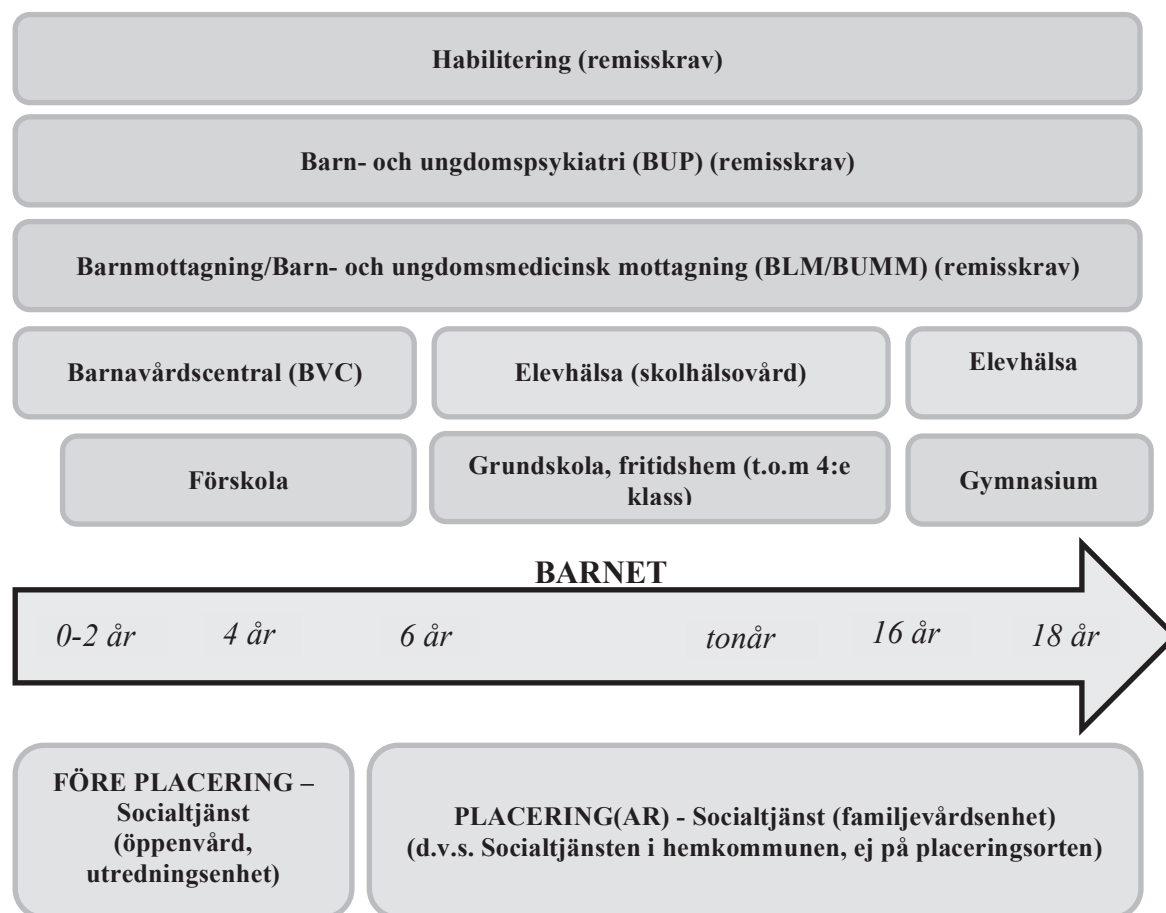 Habilitering (remisskrav)
Barn- och ungdomspsykiatri (BUP) (remisskrav)
Barnmottagning/Barn- och ungdomsmedicinsk mottagning (BLM/BUMM) (remisskrav)
Barnavårdscentral (BVC)
Elevhälsa (skolhälsovård)
Elevhälsa
Förskola
Grundskola, fritidshem (t.o.m 4:e
klass)
Gymnasium
BARNET
0-2 år
4 år
6 år
tonår
16 år
18 år
FÖRE PLACERING –
Socialtjänst
(öppenvård,
utredningsenhet)
PLACERING(AR) - Socialtjänst (familjevårdsenhet)
(d.v.s. Socialtjänsten i hemkommunen, ej på placeringsorten)